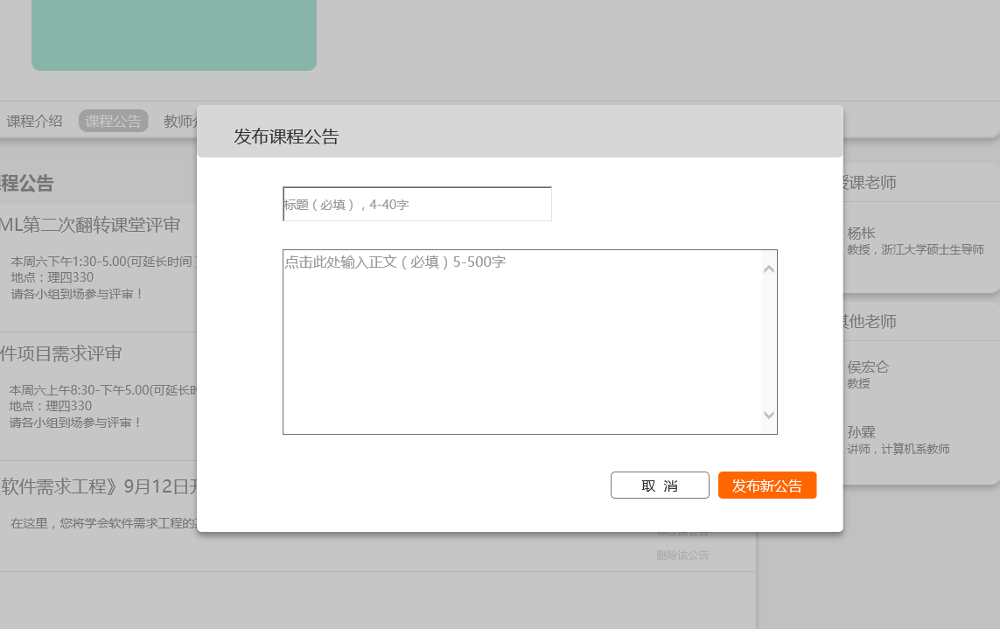 课程介绍 课程公告 教师
发布课程公告
程公告
ML第二次翻转课堂评审
本周六下午1:30-5.00(可延长时间
地点：理四330
请各小组到场参与评审！
件项目需求评审
本周六上午8:30-下午5.00(可延长时
地点：理四330
请各小组到场参与评审！
《软件需求工程》9月12日开
在这里，您将学会软件需求工程的
标题（必填），4-40字
点击此处输入正文（必填）5-500字
取 消
发布新公告
删除该公告
授课老师
杨枨
教授，浙江大学硕士生导师
其他老师
侯宏仑
教授
孙霖
讲师，计算机系教师